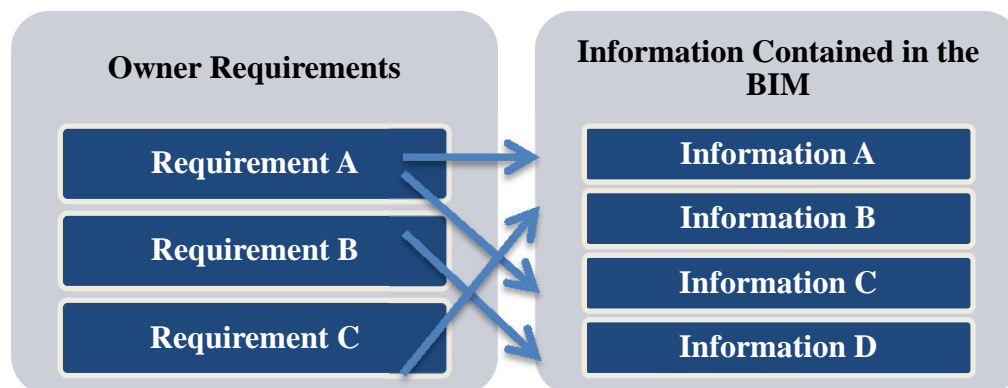 Owner Requirements
Requirement A
Requirement B
Requirement C
Information Contained in the
BIM
Information A
Information B
Information C
Information D